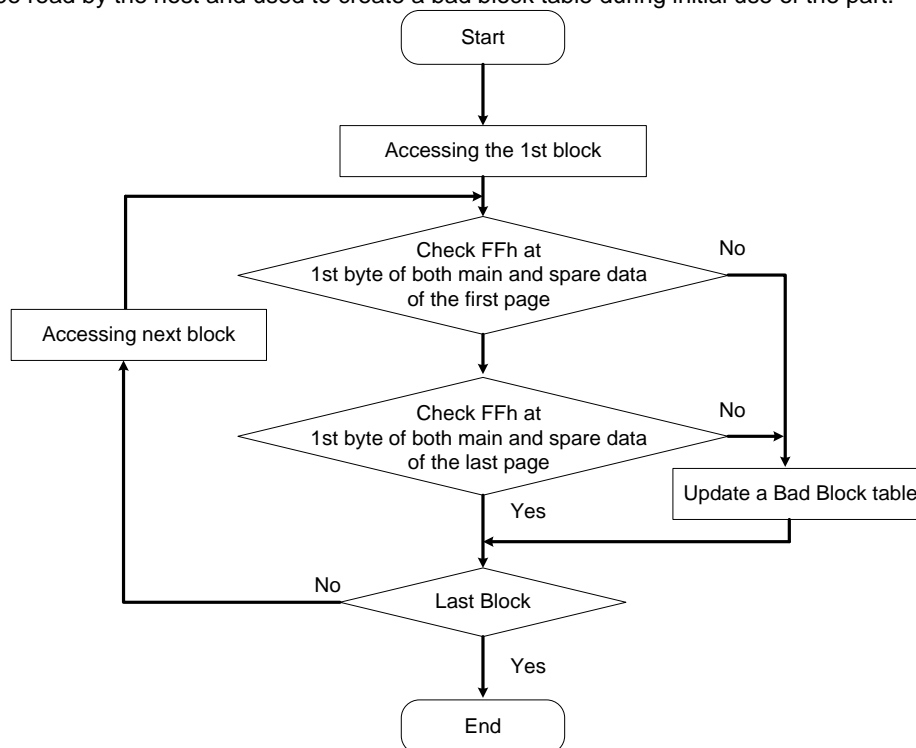 be read by the host and used to create a bad block table during initial use of the part.
Start
Accessing the 1st block
Check FFh at
1st byte of both main and spare data
of the first page
No
Accessing next block
Check FFh at
1st byte of both main and spare data
of the last page
No
Update a Bad Block table
Yes
No
Last Block
Yes
End